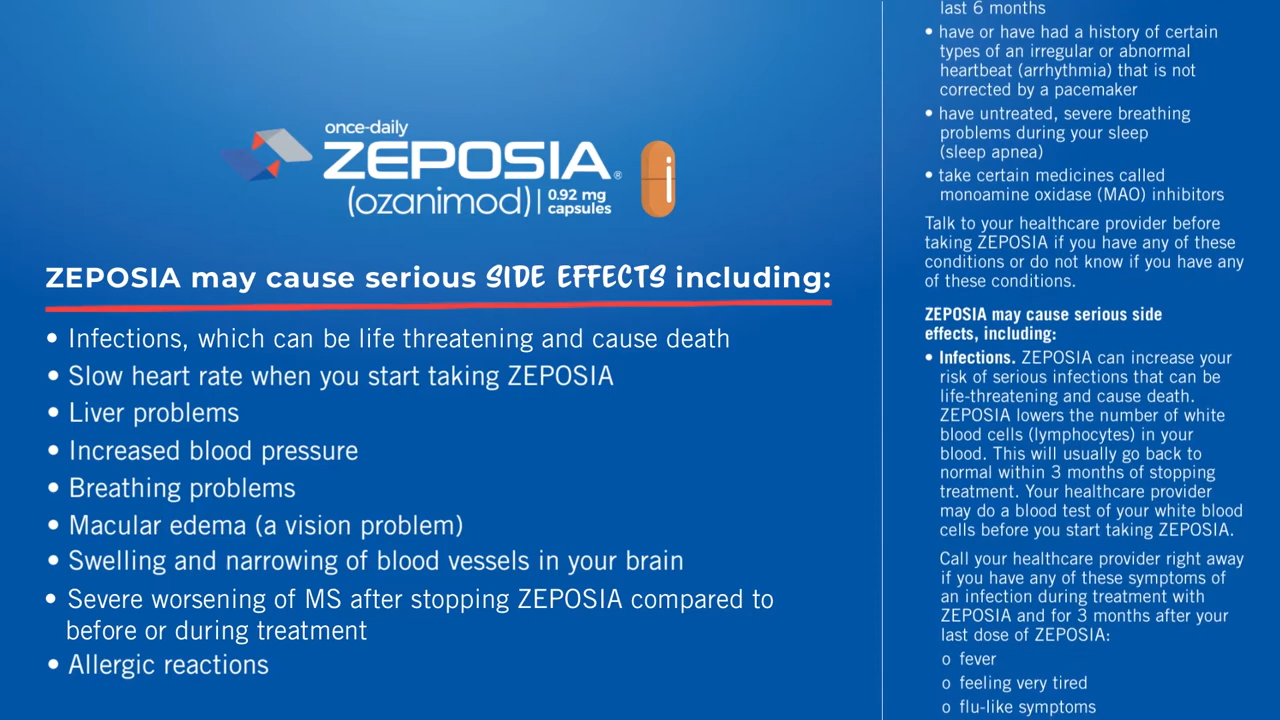 once-daily
ZEPOSIA®
(ozanimod) | 0.92 mg
capsules
i
ZEPOSIA may cause serious SIDE EFFECTS including:
• Infections, which can be life threatening and cause death
• Slow heart rate when you start taking ZEPOSIA
• Liver problems
• Increased blood pressure
• Breathing problems
• Macular edema (a vision problem)
• Swelling and narrowing of blood vessels in your brain
• Severe worsening of MS after stopping ZEPOSIA compared to
before or during treatment
• Allergic reactions
last 6 months
• have or have had a history of certain
types of an irregular or abnormal
heartbeat (arrhythmia) that is not
corrected by a pacemaker
• have untreated, severe breathing
problems during your sleep
(sleep apnea)
• take certain medicines called
monoamine oxidase (MAO) inhibitors
Talk to your healthcare provider before
taking ZEPOSIA if you have any of these
conditions or do not know if you have any
of these conditions.
ZEPOSIA may cause serious side
effects, including:
• Infections. ZEPOSIA can increase your
risk of serious infections that can be
life-threatening and cause death.
ZEPOSIA lowers the number of white
blood cells (lymphocytes) in your
blood. This will usually go back to
normal within 3 months of stopping
treatment. Your healthcare provider
may do a blood test of your white blood
cells before you start taking ZEPOSIA.
Call your healthcare provider right away
if you have any of these symptoms of
an infection during treatment with
ZEPOSIA and for 3 months after your
last dose of ZEPOSIA:
o fever
o feeling very tired
o flu-like symptoms